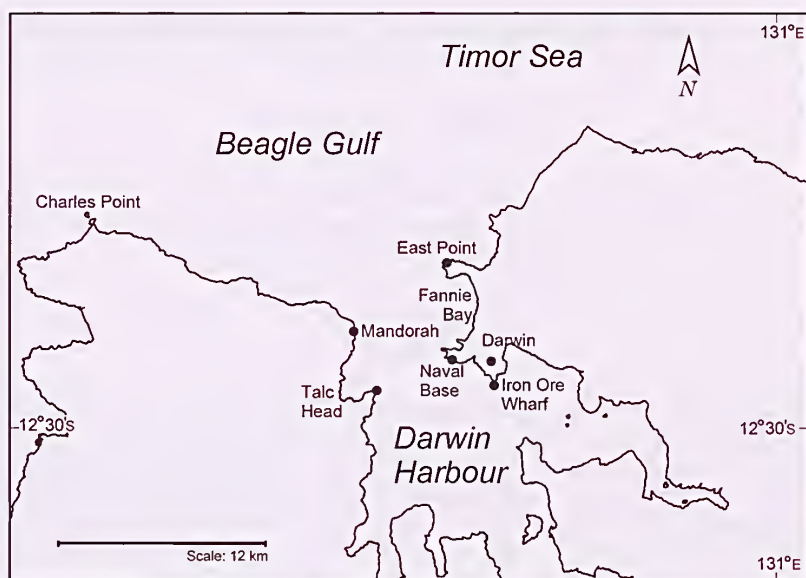 131°E
Timor Sea
N
Beagle Gulf
Charles Point
East Point
Fannie
Bay
Mandorah
Darwin
Naval
Base
Iron Ore
Wharf
Talc
Head
12°30's
12°30's
Darwin
Harbour
Scale: 12 km
131°E